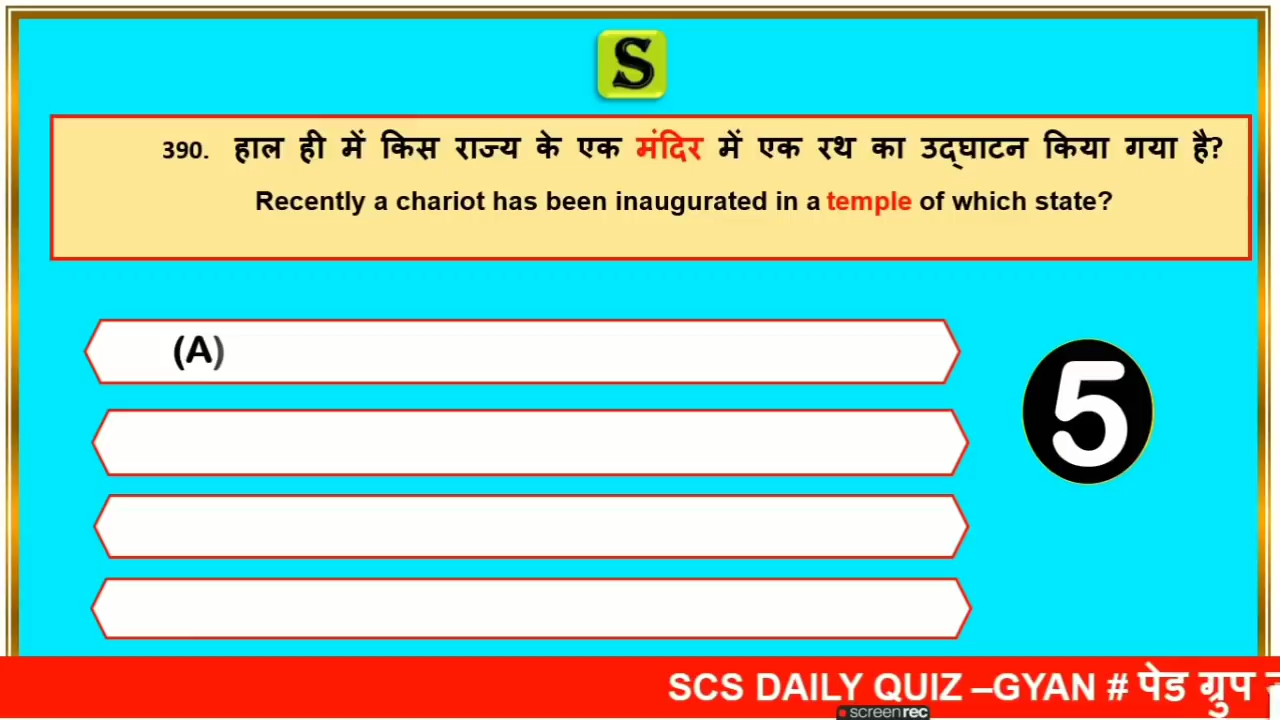 S
390. हाल ही में किस राज्य के एक मंदिर में एक रथ का उद्घाटन किया गया है?
Recently a chariot has been inaugurated in a temple of which state?
(A)
5
SCS DAILY QUIZ –GYAN # पेड ग्रुप
screenrec